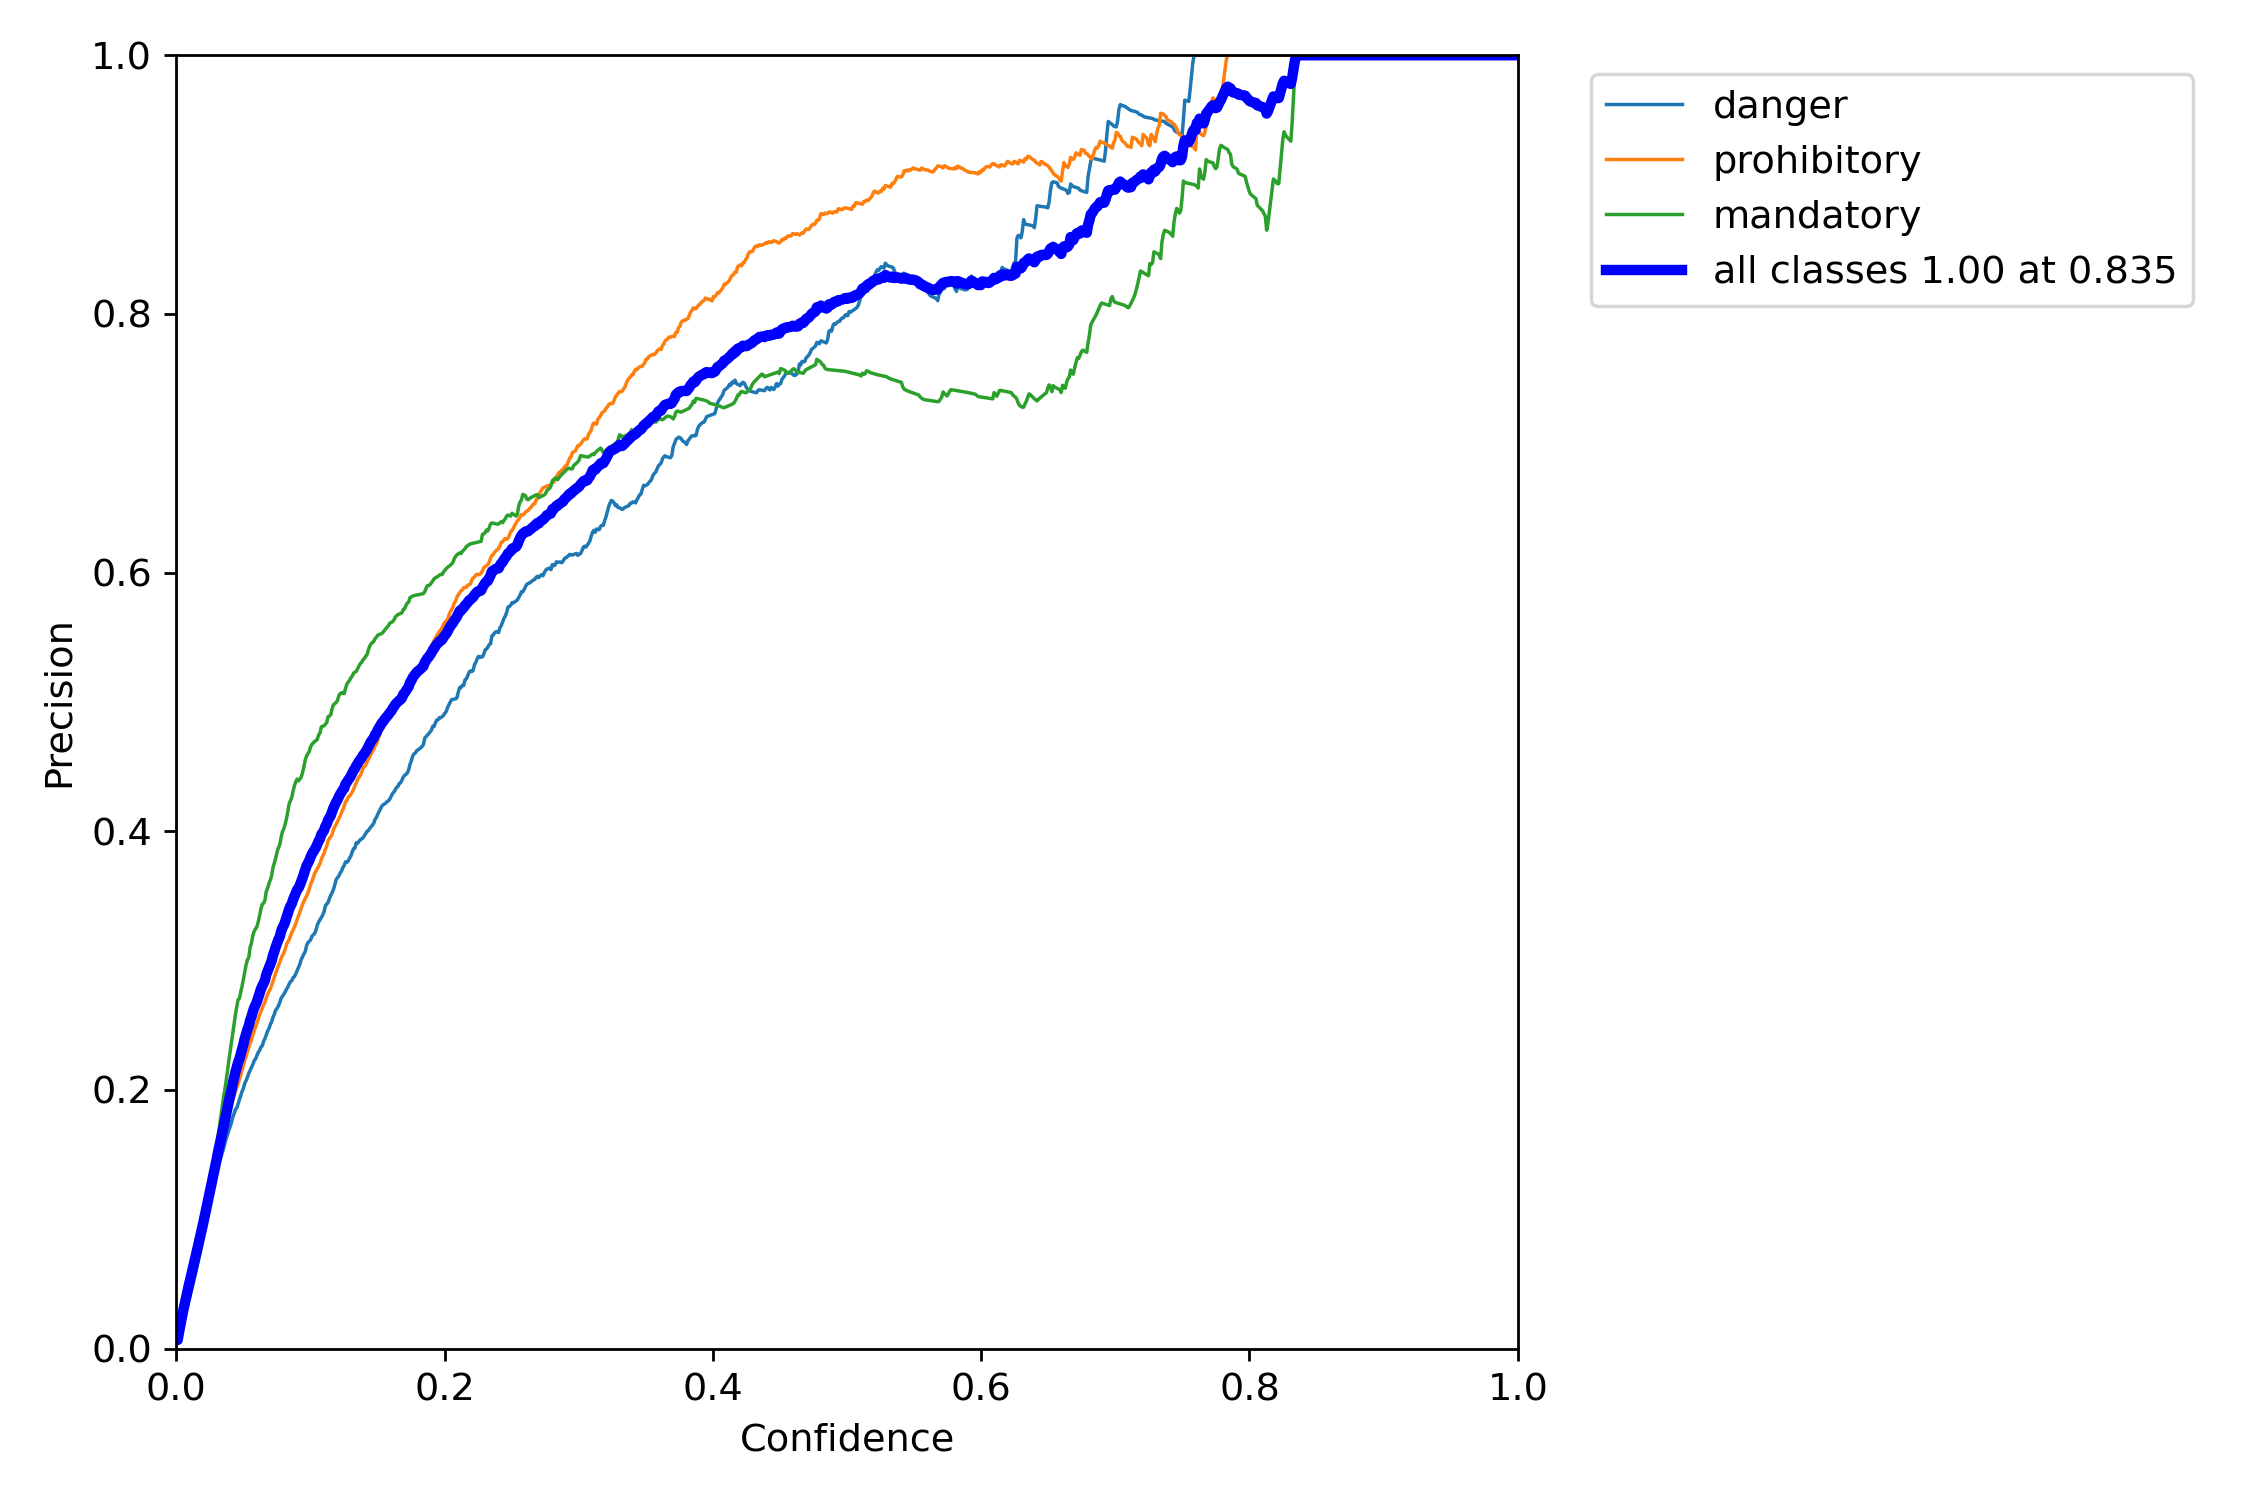 1.0
0.8
0.6
0.4
0.2
0.0
Precision
0.0 0.2 0.4 0.6 0.8 1.0
Confidence
danger
prohibitory
mandatory
all classes 1.00 at 0.835